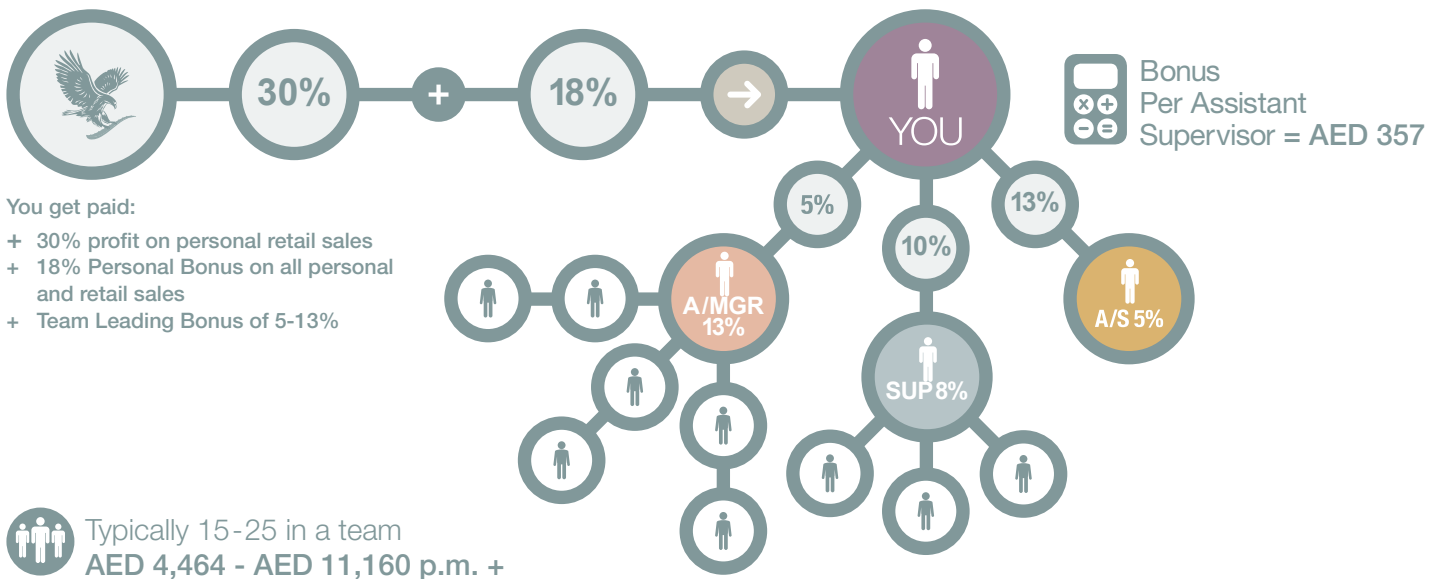 30%
+
18%
YOU
Bonus
Per Assistant
Supervisor = AED 357
You get paid:
+ 30% profit on personal retail sales
+ 18% Personal Bonus on all personal
and retail sales
+ Team Leading Bonus of 5-13%
5%
10%
13%
A/MGR
13%
SUP 8%
A/S 5%
Typically 15-25 in a team
AED 4,464 - AED 11,160 p.m. +